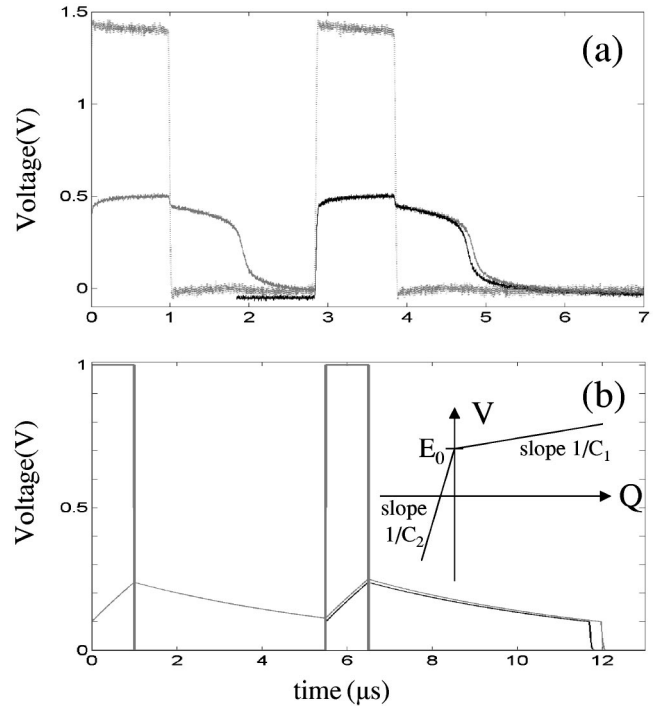 1.5
(a)
1
Voltage(V)
0.5
0
0 1 2 3 4 5 6 7
1
(b)
V
E0
slope 1/C1
Voltage(V)
0.5
Q
slope
1/C2
0
0 2 4 6 8 10 12
time (μs)